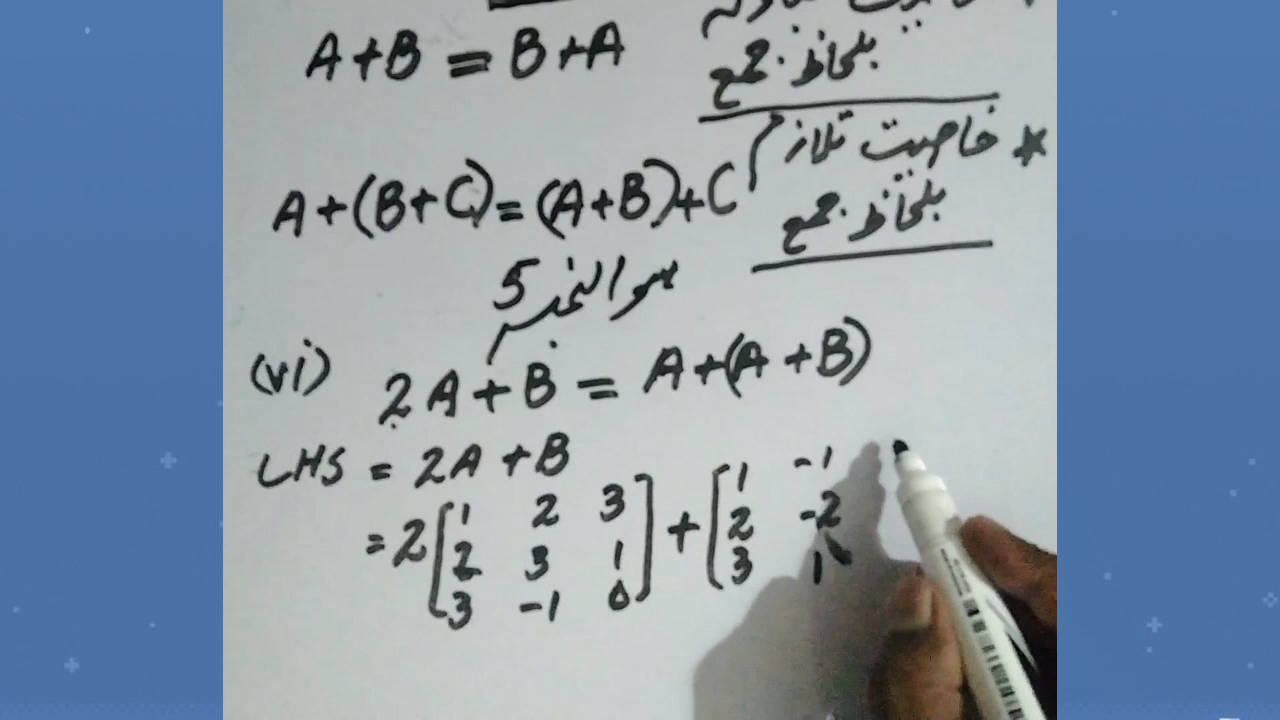 A+B = B+A
بلحاظ جمع
* خاصیت تلازم
A+(B+C)=(A+B)+C
بلحاظ جمع
سوال نمبر 5
(vi) 2A+B = A+(A+B)
LHS = 2A+B
= 2[1 2 3] + [1 -1
2 3 1 2 -2
3 -1 0 3 1